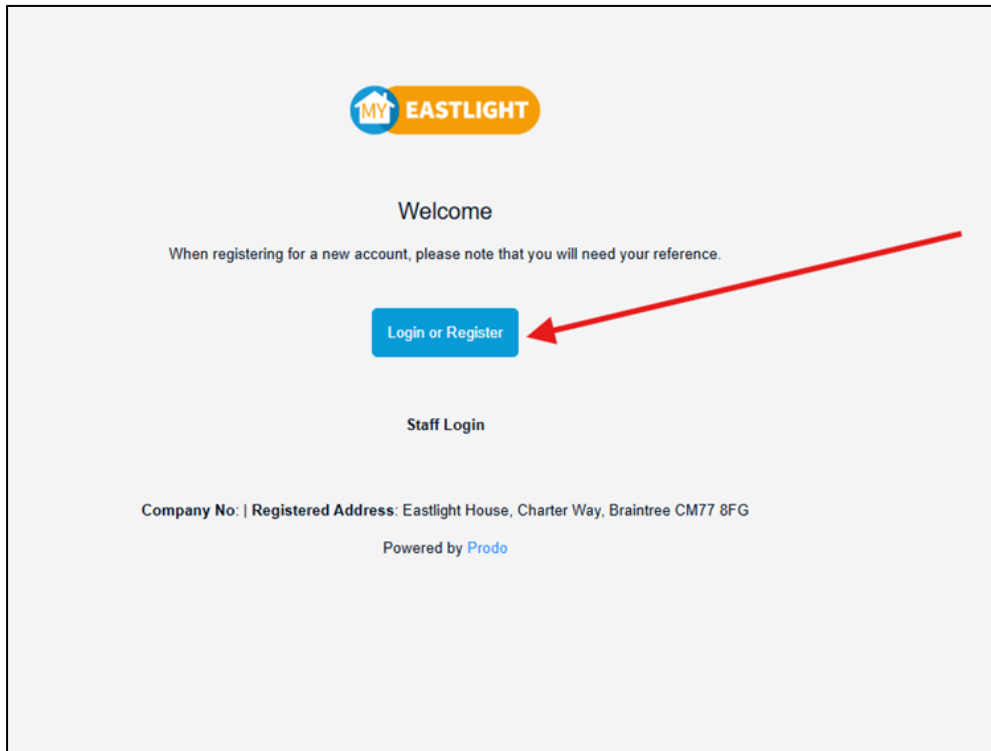 MY EASTLIGHT
Welcome
When registering for a new account, please note that you will need your reference.
Login or Register
Staff Login
Company No: | Registered Address: Eastlight House, Charter Way, Braintree CM77 8FG
Powered by Prodo